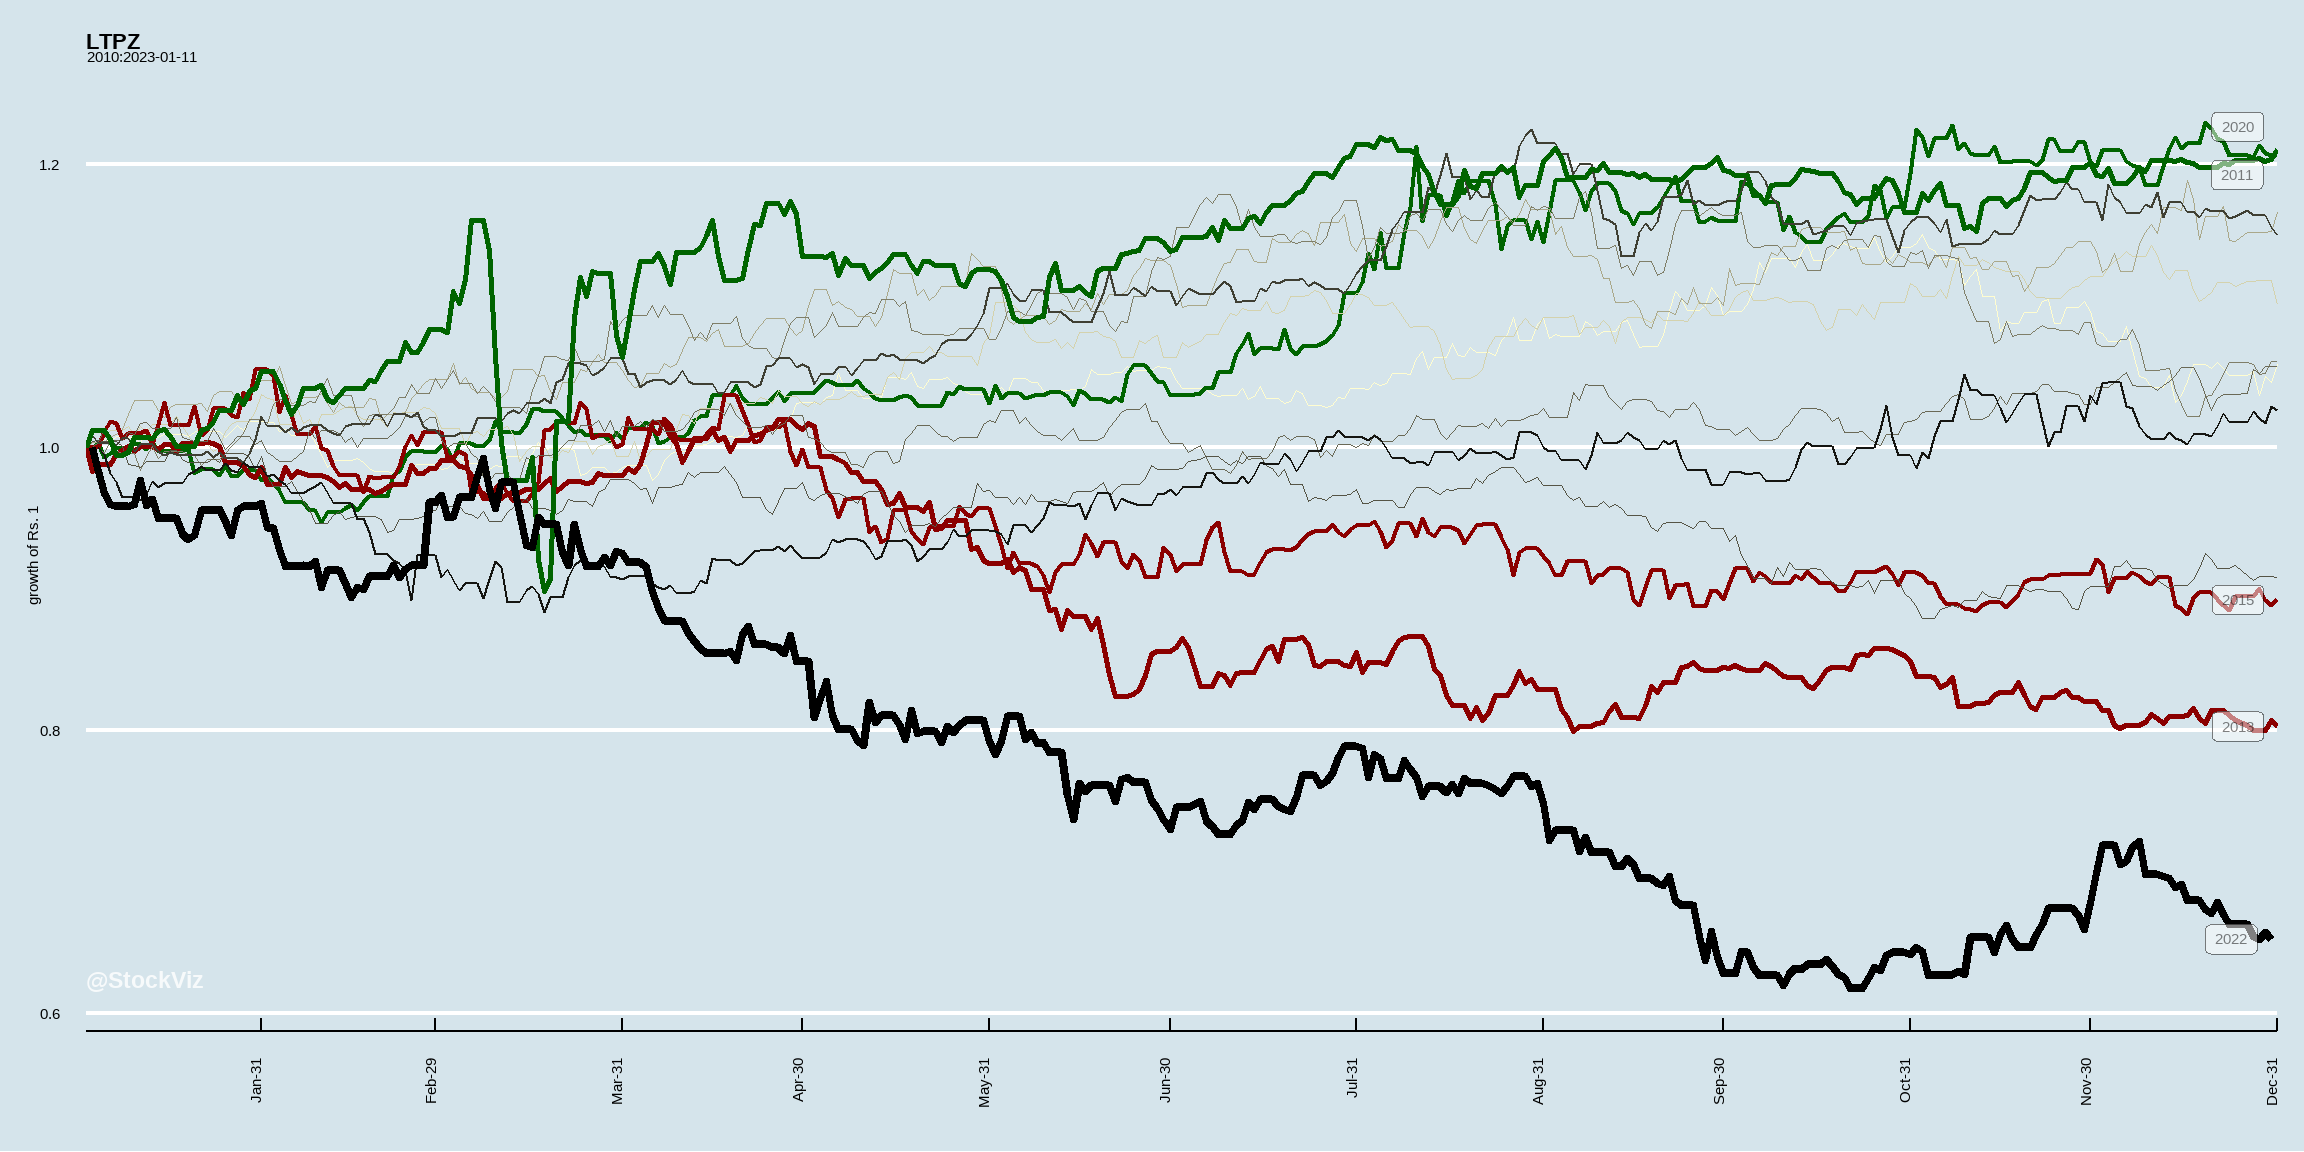 LTPZ
2010:2023-01-11
growth of Rs. 1
1.2
1.0
0.8
0.6
2020
2011
2015
2013
2022
@StockViz
Jan-31
Feb-29
Mar-31
Apr-30
May-31
Jun-30
Jul-31
Aug-31
Sep-30
Oct-31
Nov-30
Dec-31